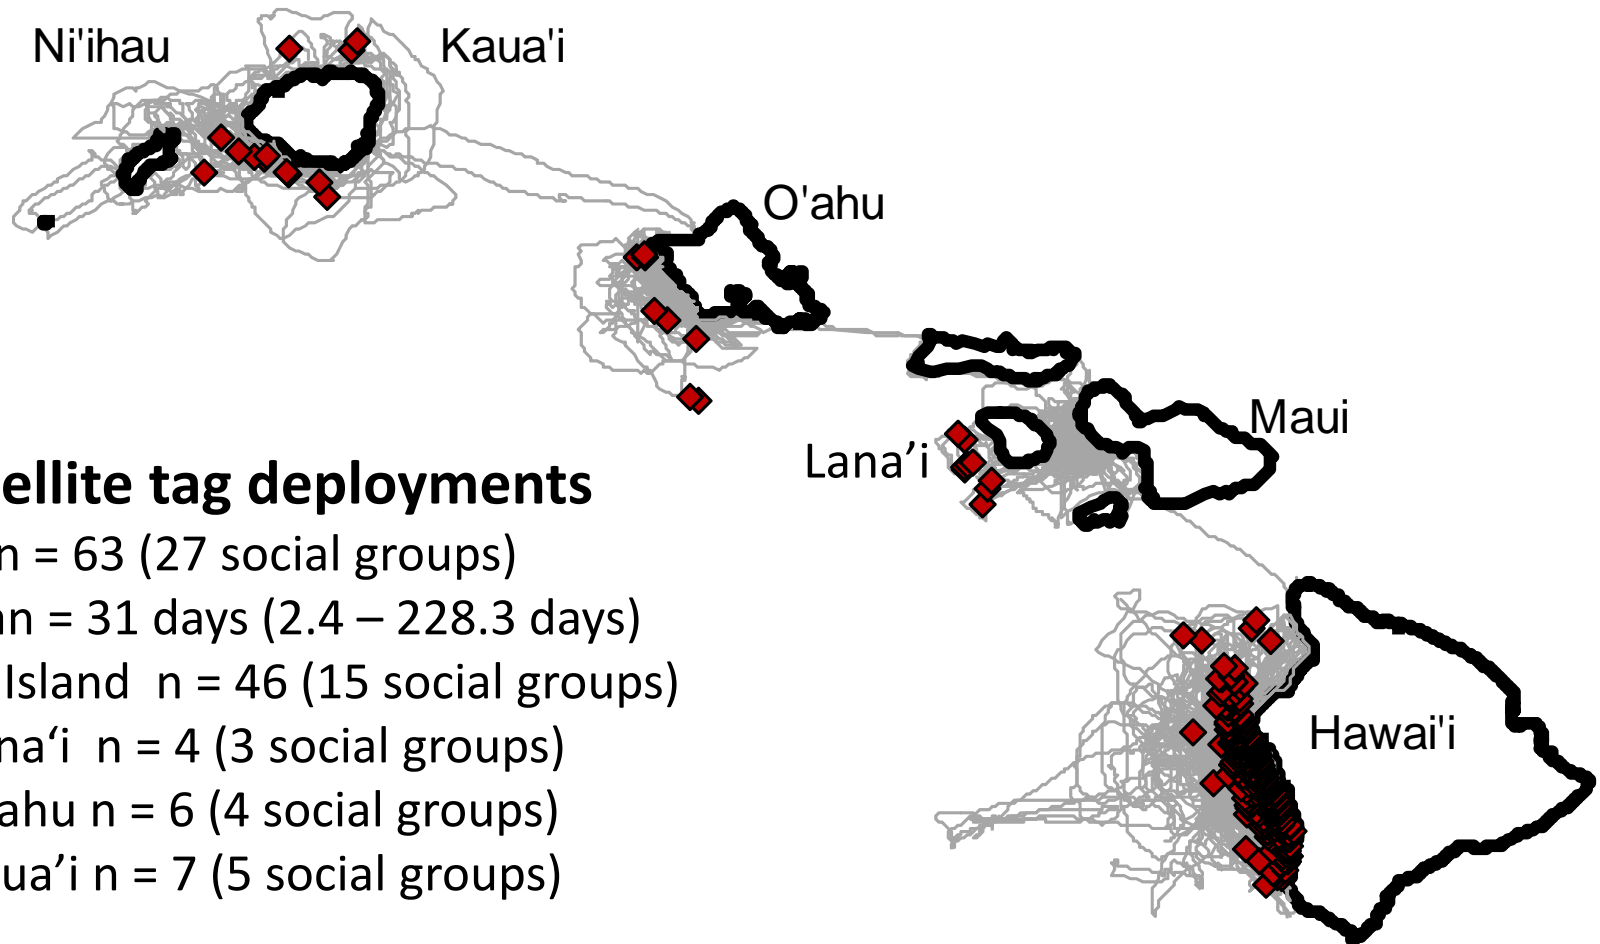 Ni'ihau
Kaua'i
O'ahu
Maui
Lana’i
Hawai'i
ellite tag deployments
n = 63 (27 social groups)
n = 31 days (2.4 – 228.3 days)
Island n = 46 (15 social groups)
na‘i n = 4 (3 social groups)
ahu n = 6 (4 social groups)
ua’i n = 7 (5 social groups)